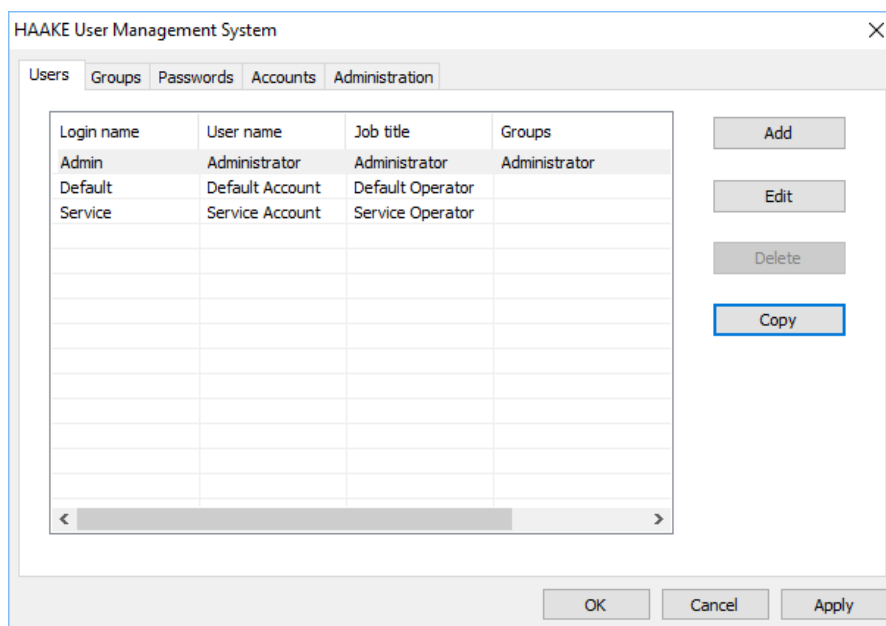 HAAKE User Management System
Users Groups Passwords Accounts Administration
Login name User name Job title Groups
Admin Administrator Administrator Administrator
Default Default Account Default Operator
Service Service Account Service Operator
Add
Edit
Delete
Copy
OK Cancel Apply